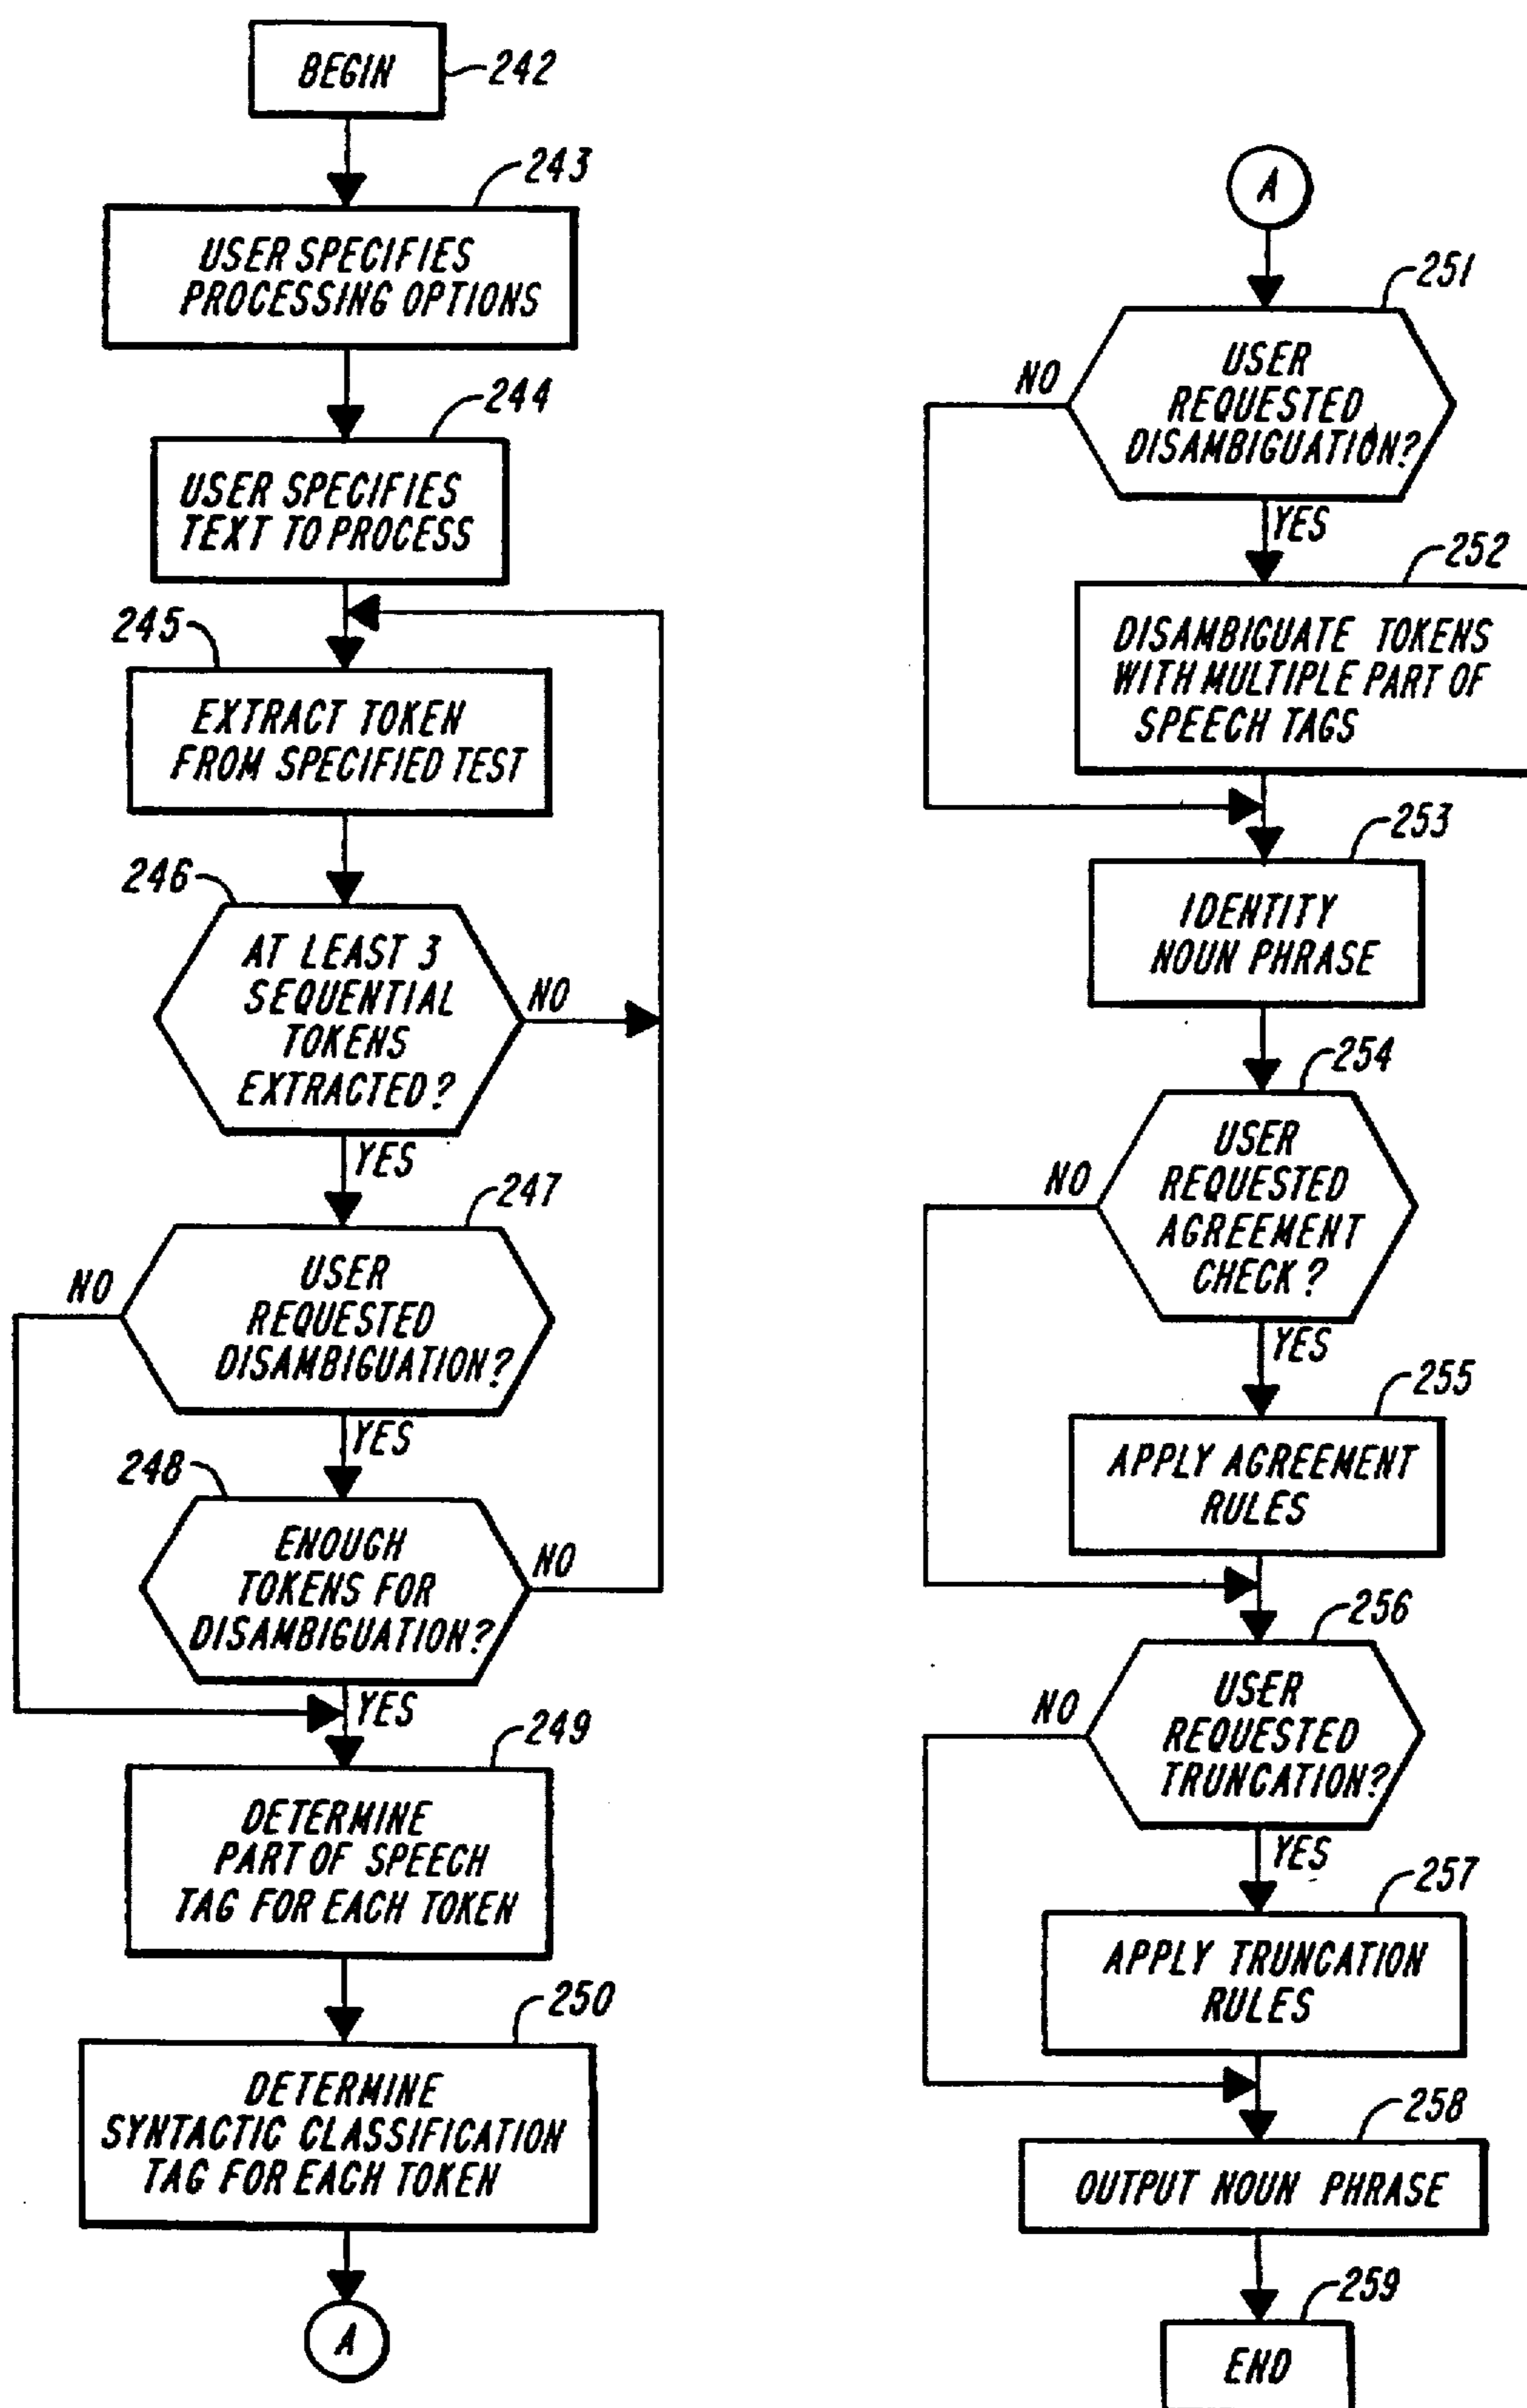 BEGIN
242
243
USER SPECIFIES
PROCESSING OPTIONS
244
USER SPECIFIES
TEXT TO PROCESS
245
EXTRACT TOKEN
FROM SPECIFIED TEST
246
AT LEAST 3
SEQUENTIAL
TOKENS
EXTRACTED?
NO
YES
247
USER
REQUESTED
DISAMBIGUATION?
NO
YES
248
ENOUGH
TOKENS FOR
DISAMBIGUATION?
NO
YES
249
DETERMINE
PART OF SPEECH
TAG FOR EACH TOKEN
250
DETERMINE
SYNTACTIC CLASSIFICATION
TAG FOR EACH TOKEN
A
A
251
USER
REQUESTED
DISAMBIGUATION?
NO
YES
252
DISAMBIGUATE TOKENS
WITH MULTIPLE PART OF
SPEECH TAGS
253
IDENTITY
NOUN PHRASE
254
USER
REQUESTED
AGREEMENT
CHECK?
NO
YES
255
APPLY AGREEMENT
RULES
256
USER
REQUESTED
TRUNCATION?
NO
YES
257
APPLY TRUNCATION
RULES
258
OUTPUT NOUN PHRASE
259
END